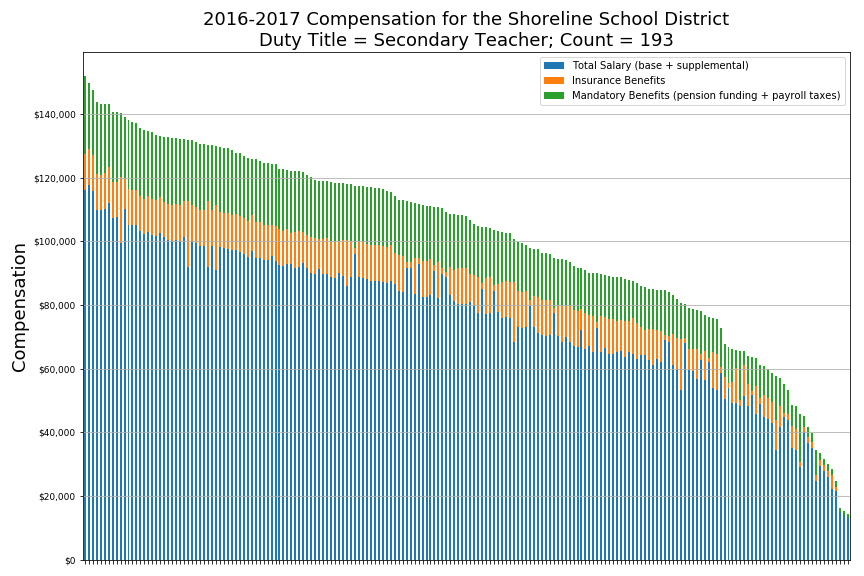 2016-2017 Compensation for the Shoreline School District
Duty Title = Secondary Teacher; Count = 193
Total Salary (base + supplemental)
Insurance Benefits
Mandatory Benefits (pension funding + payroll taxes)
Compensation
$140,000
$120,000
$100,000
$80,000
$60,000
$40,000
$20,000
$0